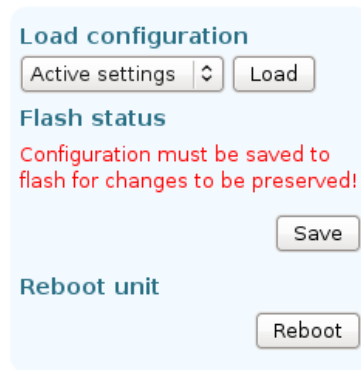 Load configuration
Active settings Load
Flash status
Configuration must be saved to
flash for changes to be preserved!
Save
Reboot unit
Reboot